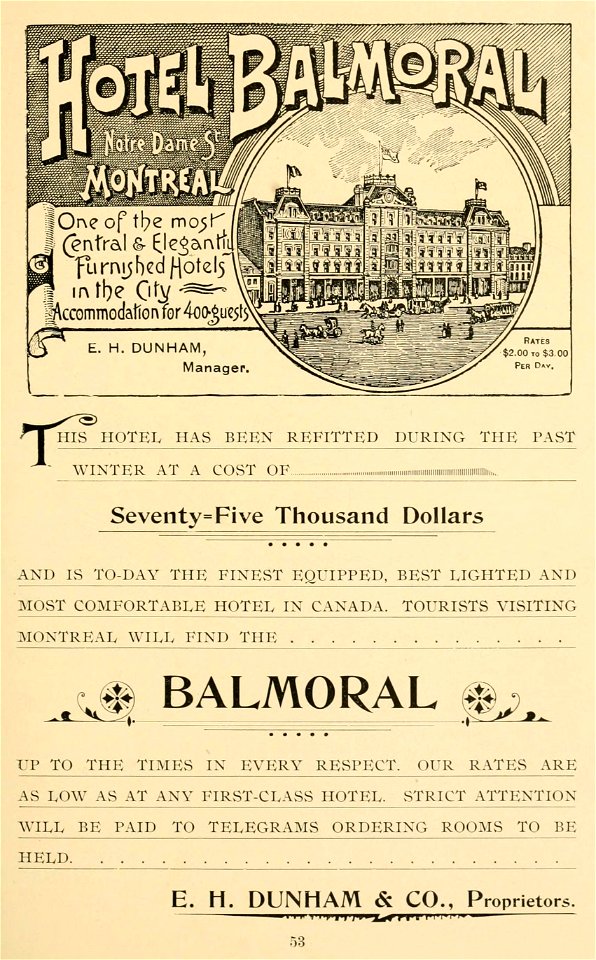 HOTEL BALMORAL
Notre Dame St
MONTREAL
One of the most
Central & Elegantly
Furnished Hotels
in the City
Accommodation for 400 guests
E. H. DUNHAM,
Manager.
RATES
$2.00 TO $3.00
PER DAY.
THIS HOTEL HAS BEEN REFITTED DURING THE PAST
WINTER AT A COST OF
Seventy=Five Thousand Dollars
AND IS TO-DAY THE FINEST EQUIPPED, BEST LIGHTED AND
MOST COMFORTABLE HOTEL IN CANADA. TOURISTS VISITING
MONTREAL WILL FIND THE . . . . . . . . . . . . . .
BALMORAL
UP TO THE TIMES IN EVERY RESPECT. OUR RATES ARE
AS LOW AS AT ANY FIRST-CLASS HOTEL. STRICT ATTENTION
WILL BE PAID TO TELEGRAMS ORDERING ROOMS TO BE
HELD. . . . . . . . . . . . . . . . . . . .
E. H. DUNHAM & CO., Proprietors.
53